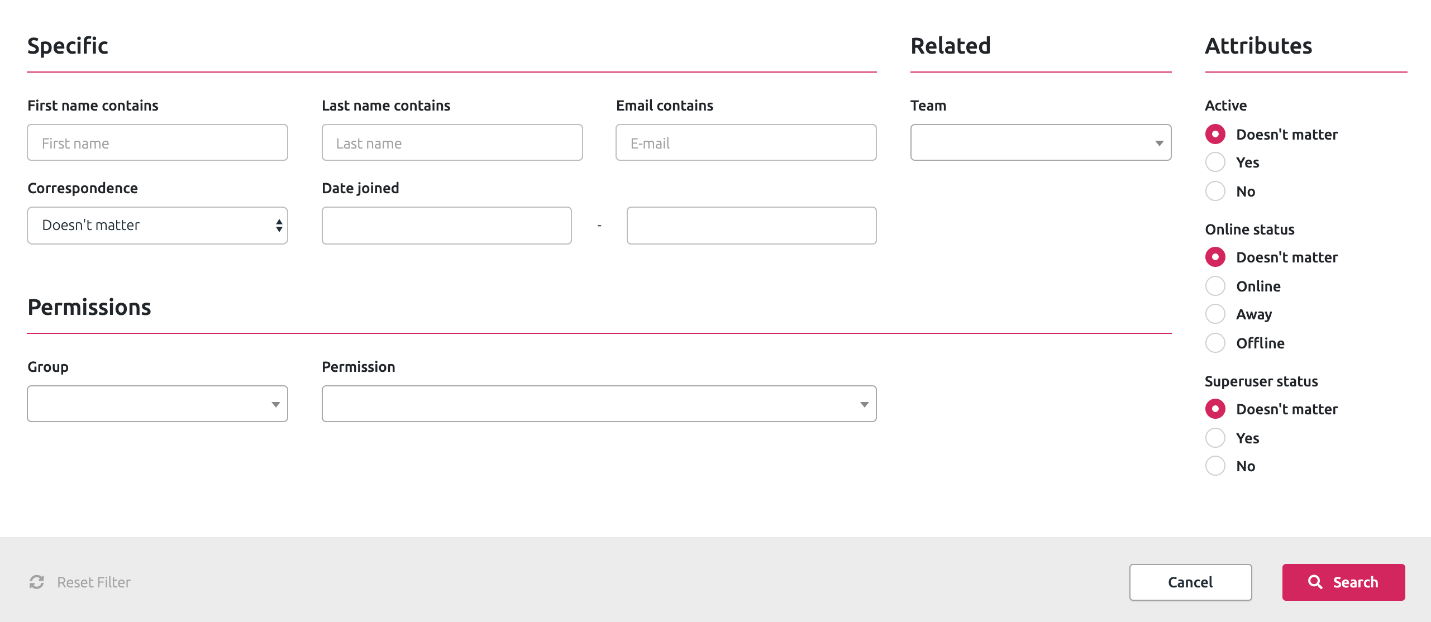 Specific
First name contains
First name
Last name contains
Last name
Email contains
E-mail
Correspondence
Doesn't matter
Date joined
-
Related
Team
Permissions
Group
Permission
Attributes
Active
Doesn't matter
Yes
No
Online status
Doesn't matter
Online
Away
Offline
Superuser status
Doesn't matter
Yes
No
Reset Filter
Cancel
Search